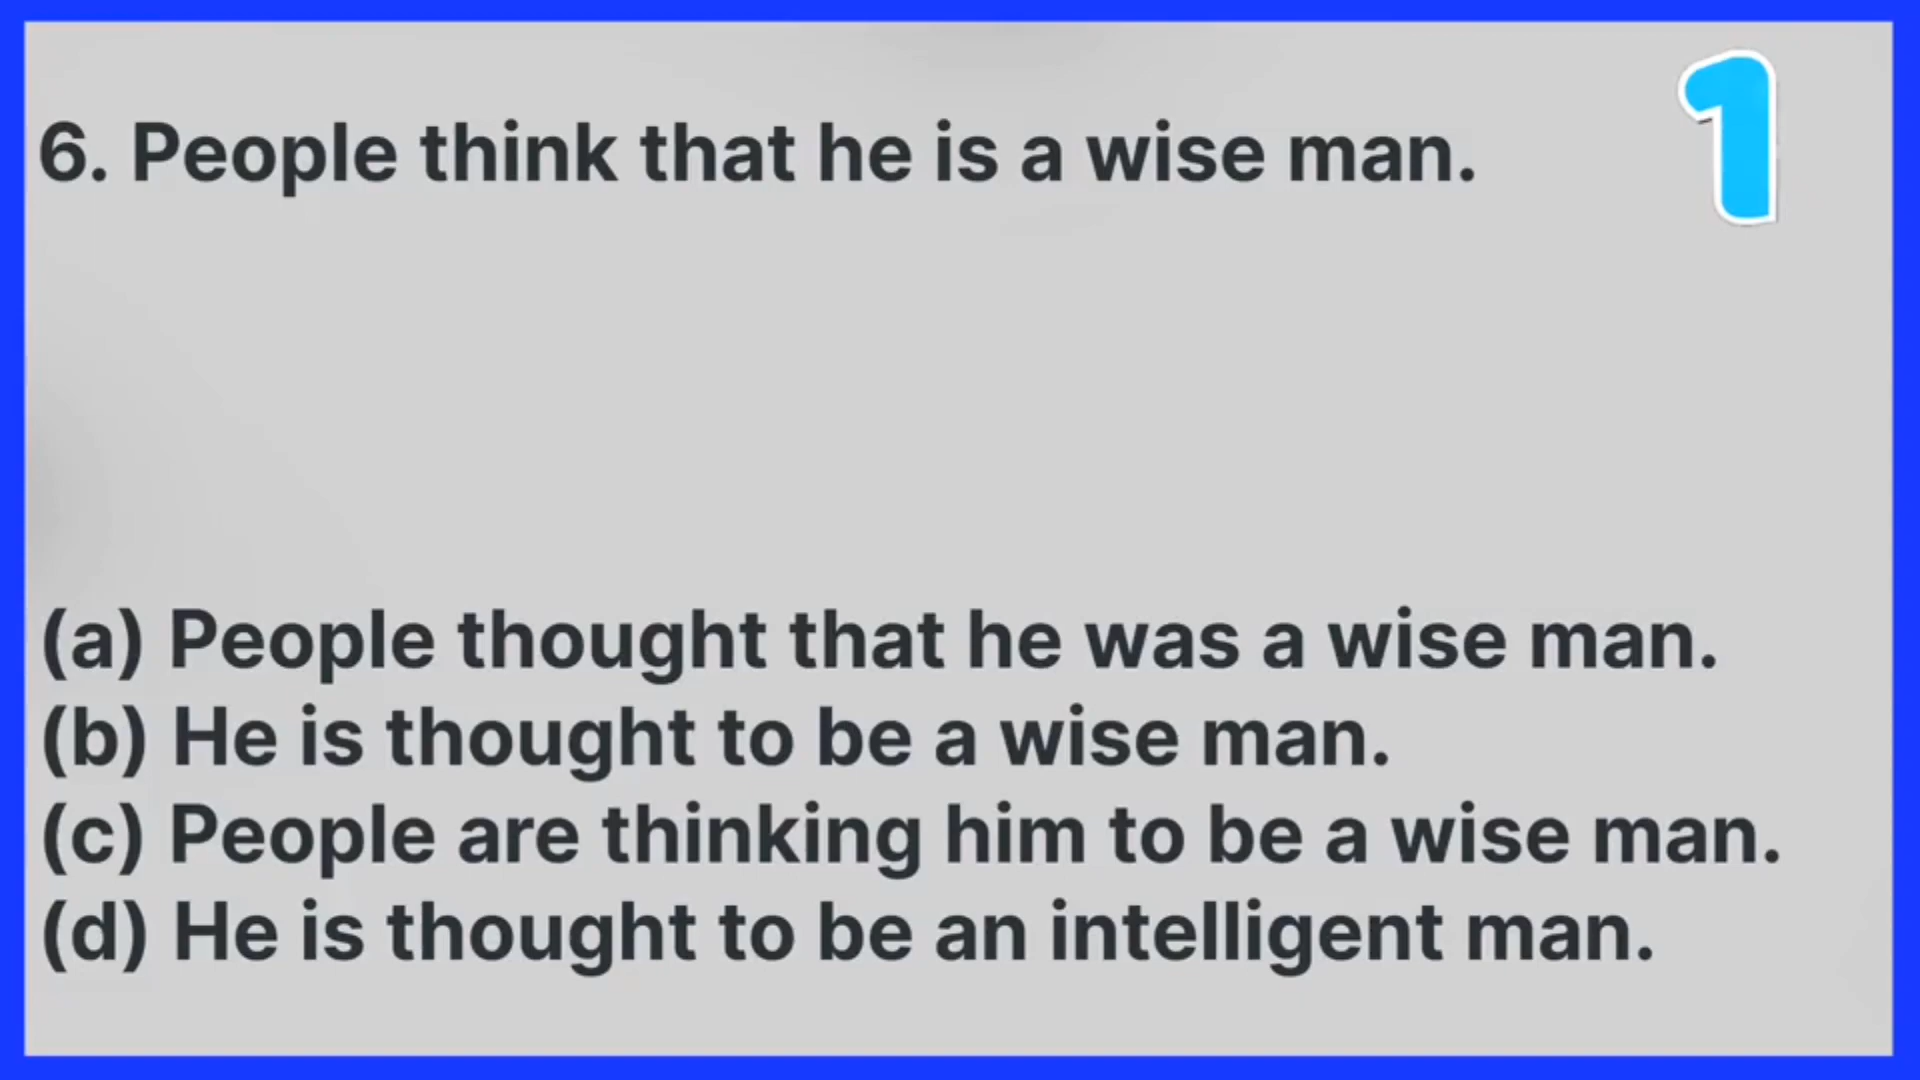 6. People think that he is a wise man.
1
(a) People thought that he was a wise man.
(b) He is thought to be a wise man.
(c) People are thinking him to be a wise man.
(d) He is thought to be an intelligent man.